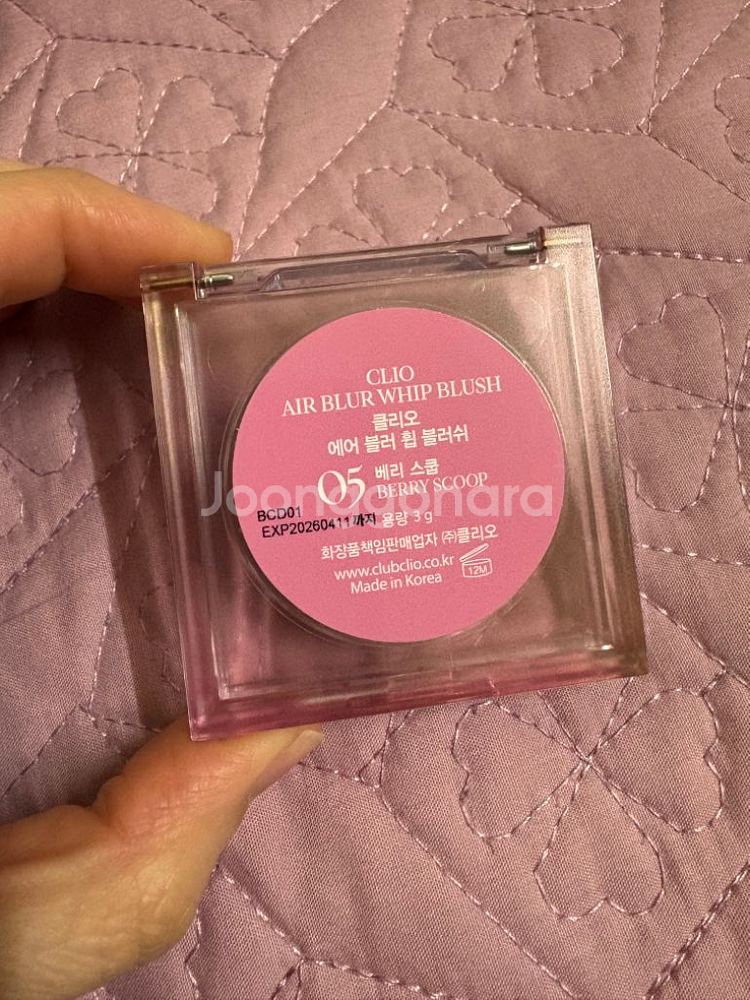 CLIO
AIR BLUR WHIP BLUSH
클리오
에어 블러 휩 블러쉬
05 베리 스쿱
BERRY SCOOP
Joonggonara
BCD01
EXP20260411까지 용량 3 g
화장품책임판매업자 ㈜클리오
www.clubclio.co.kr
12M
Made in Korea